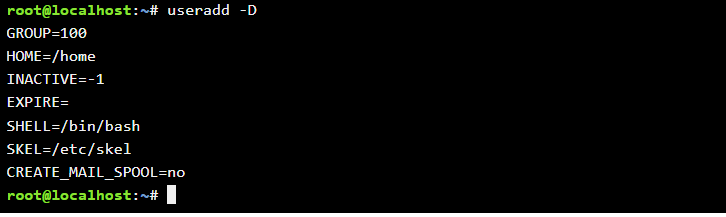 root@localhost:~# useradd -D
GROUP=100
HOME=/home
INACTIVE=-1
EXPIRE=
SHELL=/bin/bash
SKEL=/etc/skel
CREATE_MAIL_SPOOL=no
root@localhost:~#